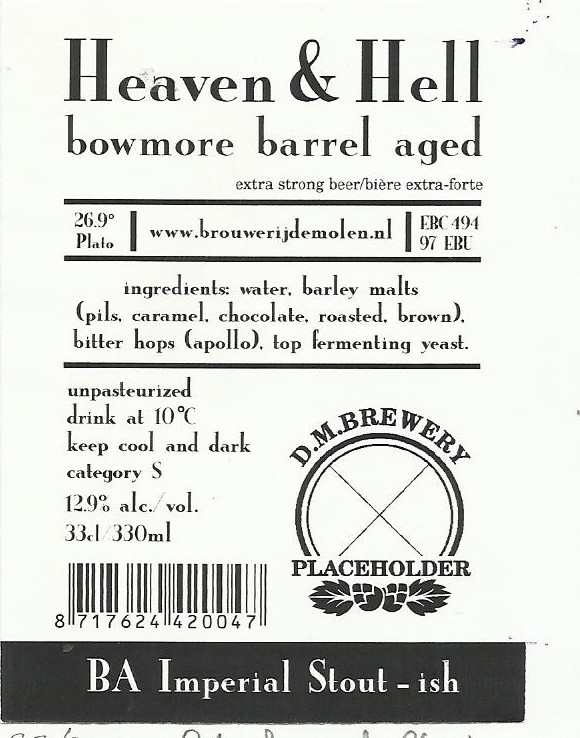 Heaven & Hell
bowmore barrel aged
extra strong beer/bière extra-forte
26.9° Plato
www.brouwerijdemolen.nl
EBC 494
97 EBU
ingredients: water, barley malts
(pils, caramel, chocolate, roasted, brown),
bitter hops (apollo), top fermenting yeast.
unpasteurized
drink at 10°C
keep cool and dark
category S
12.9% alc./vol.
33cl/330ml
D.M.BREWERY
PLACEHOLDER
8 717624 420047
BA Imperial Stout - ish